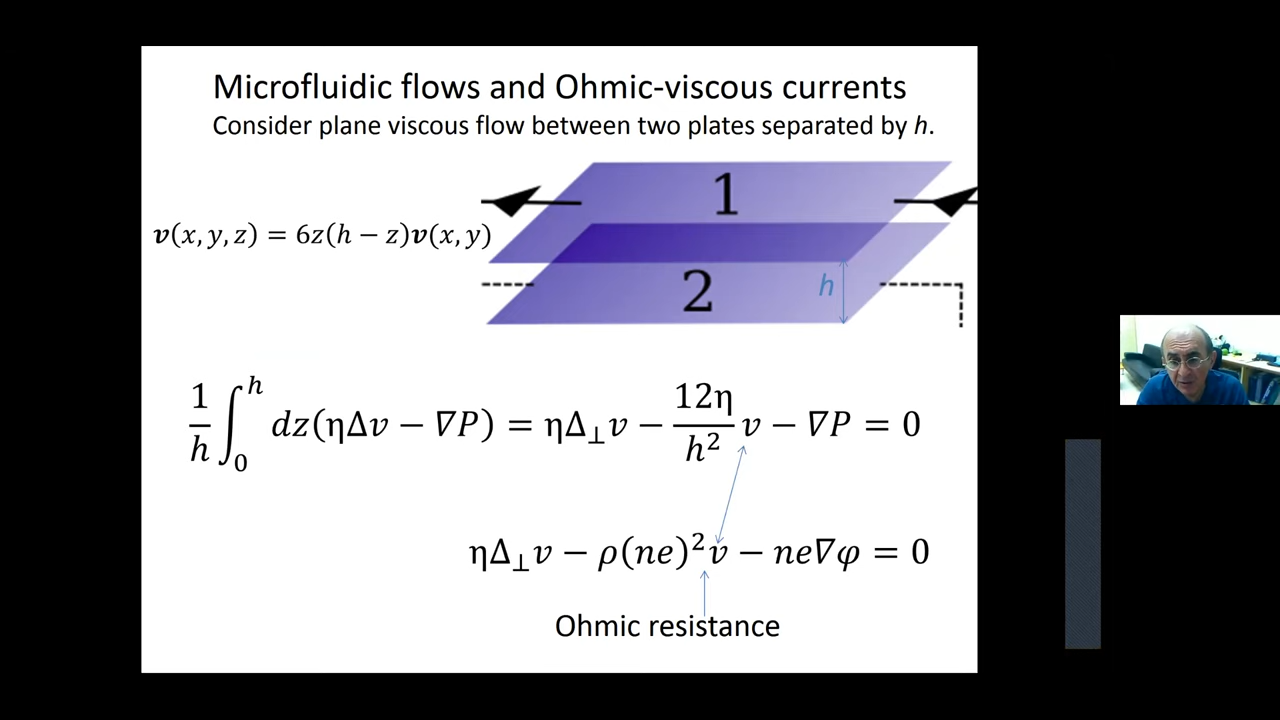 Microfluidic flows and Ohmic-viscous currents
Consider plane viscous flow between two plates separated by h.
1
v(x, y, z) = 6z(h − z)v(x, y)
2
h
1/h ∫₀ʰ dz(ηΔv − ∇P) = ηΔ⊥v − 12η/h² v − ∇P = 0
ηΔ⊥v − ρ(ne)²v − ne∇φ = 0
Ohmic resistance